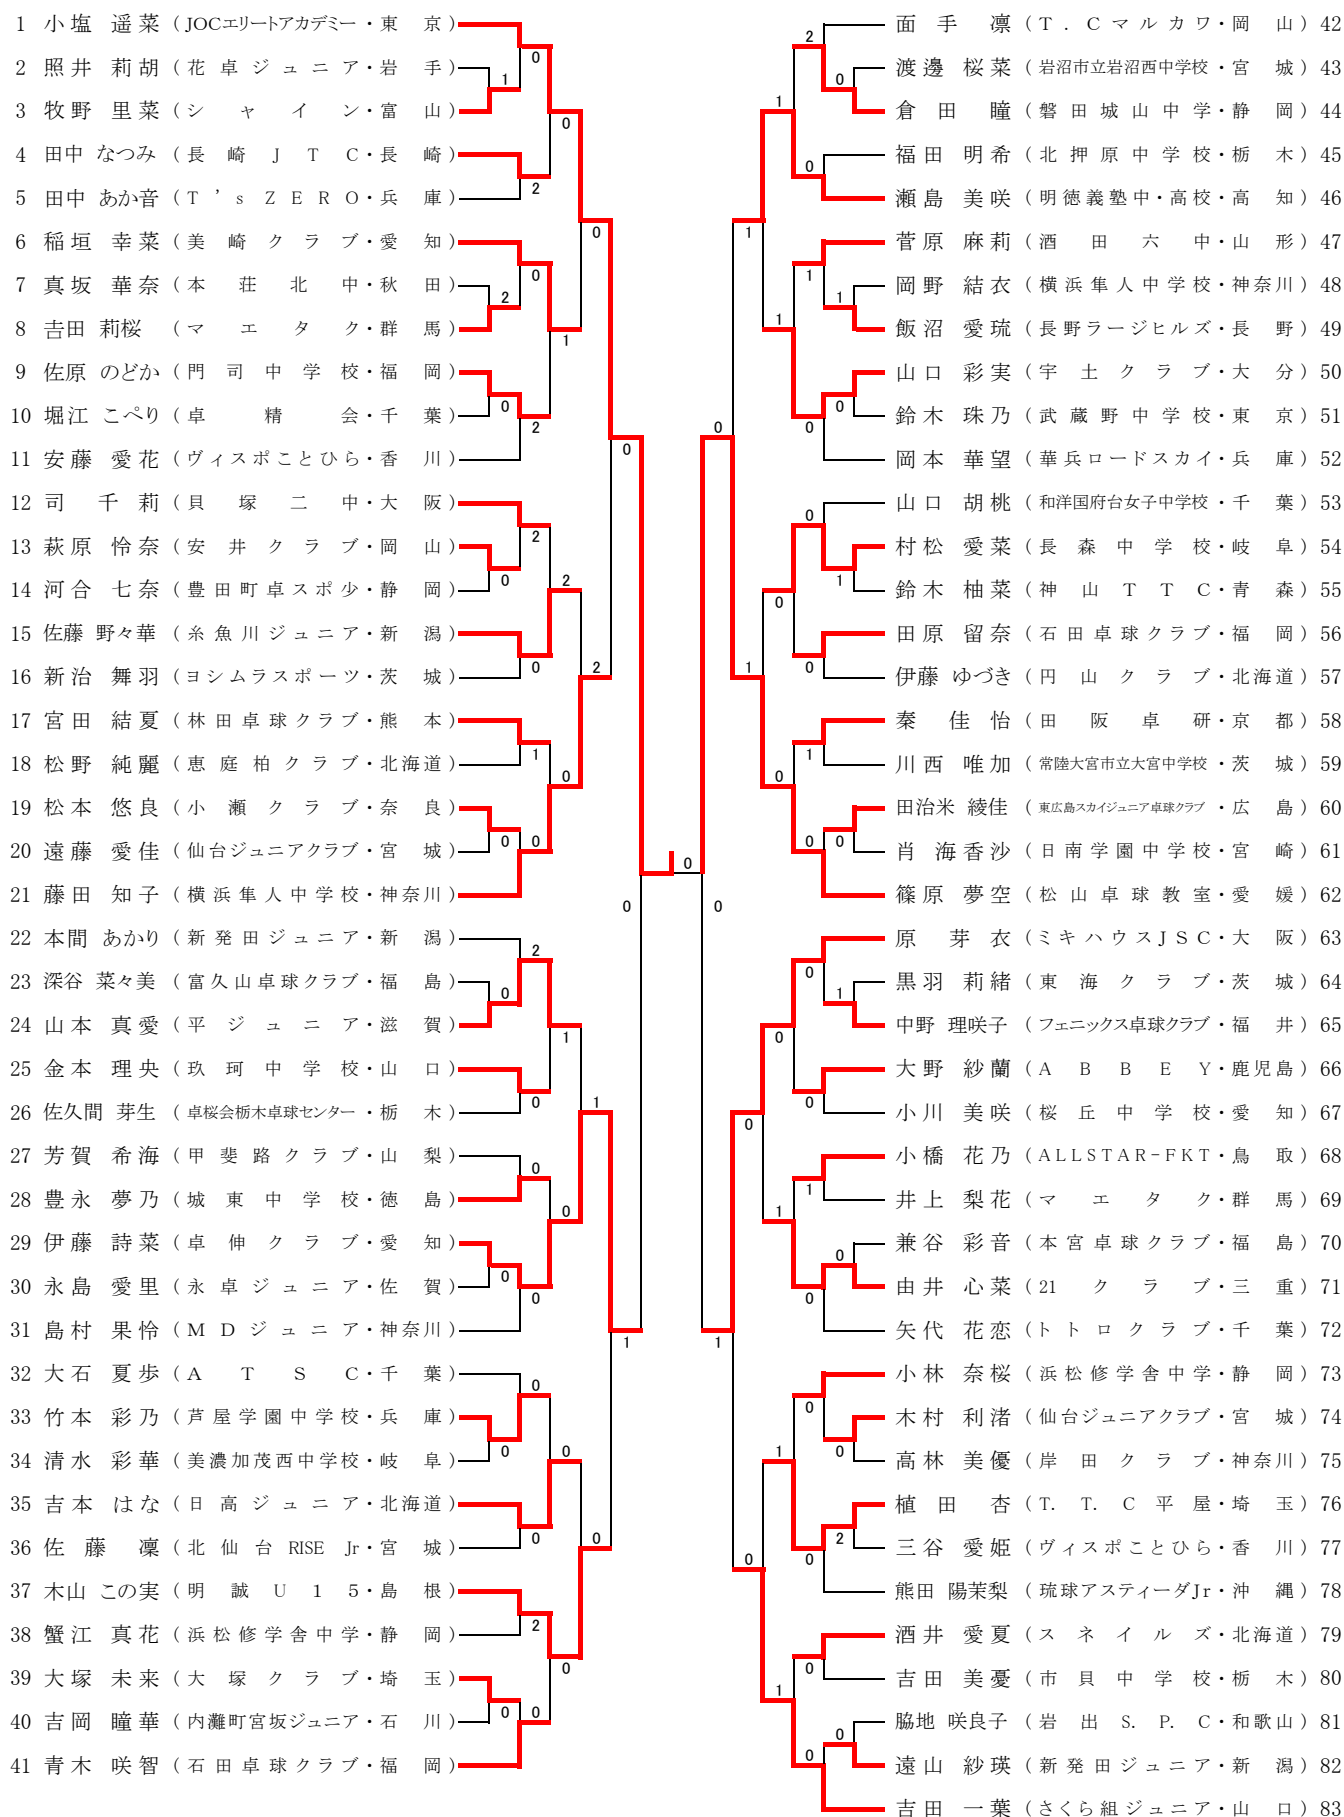 1 小塩 遥菜 (JOCエリートアカデミー・東 京)
2 照井 莉胡 (花卓ジュニア・岩 手)
3 牧野 里菜 (シャイン・富 山)
4 田中 なつみ (長崎JTC・長 崎)
5 田中 あか音 (T's ZERO・兵 庫)
6 稲垣 幸菜 (美崎クラブ・愛 知)
7 真坂 華奈 (本荘北中・秋 田)
8 吉田 莉桜 (マエタク・群 馬)
9 佐原 のどか (門司中学校・福 岡)
10 堀江 こぺり (卓精会・千 葉)
11 安藤 愛花 (ヴィスポことひら・香 川)
12 司 千莉 (貝塚二中・大 阪)
13 萩原 怜奈 (安井クラブ・岡 山)
14 河合 七奈 (豊田町卓スポ少・静 岡)
15 佐藤 野々華 (糸魚川ジュニア・新 潟)
16 新治 舞羽 (ヨシムラスポーツ・茨 城)
17 宮田 結夏 (林田卓球クラブ・熊 本)
18 松野 純麗 (恵庭柏クラブ・北海道)
19 松本 悠良 (小瀬クラブ・奈 良)
20 遠藤 愛佳 (仙台ジュニアクラブ・宮 城)
21 藤田 知子 (横浜隼人中学校・神奈川)
22 本間 あかり (新発田ジュニア・新 潟)
23 深谷 菜々美 (富久山卓球クラブ・福 島)
24 山本 真愛 (平ジュニア・滋 賀)
25 金本 理央 (玖珂中学校・山 口)
26 佐久間 芽生 (卓桜会栃木卓球センター・栃 木)
27 芳賀 希海 (甲斐路クラブ・山 梨)
28 豊永 夢乃 (城東中学校・徳 島)
29 伊藤 詩菜 (卓伸クラブ・愛 知)
30 永島 愛里 (永卓ジュニア・佐 賀)
31 島村 果怜 (MDジュニア・神奈川)
32 大石 夏歩 (ATSC・千 葉)
33 竹本 彩乃 (芦屋学園中学校・兵 庫)
34 清水 彩華 (美濃加茂西中学校・岐 阜)
35 吉本 はな (日高ジュニア・北海道)
36 佐藤 凜 (北仙台 RISE Jr・宮 城)
37 木山 この実 (明誠U15・島 根)
38 蟹江 真花 (浜松修学舎中学・静 岡)
39 大塚 未来 (大塚クラブ・埼 玉)
40 吉岡 瞳華 (内灘町宮坂ジュニア・石 川)
41 青木 咲智 (石田卓球クラブ・福 岡)
面手 凛 (T.Cマルカワ・岡 山) 42
渡邊 桜菜 (岩沼市立岩沼西中学校・宮 城) 43
倉田 瞳 (磐田城山中学・静 岡) 44
福田 明希 (北押原中学校・栃 木) 45
瀬島 美咲 (明徳義塾中・高校・高 知) 46
菅原 麻莉 (酒田六中・山 形) 47
岡野 結衣 (横浜隼人中学校・神奈川) 48
飯沼 愛琉 (長野ラージヒルズ・長 野) 49
山口 彩実 (宇土クラブ・大 分) 50
鈴木 珠乃 (武蔵野中学校・東 京) 51
岡本 華望 (華兵ロードスカイ・兵 庫) 52
山口 胡桃 (和洋国府台女子中学校・千 葉) 53
村松 愛菜 (長森中学校・岐 阜) 54
鈴木 柚菜 (神山TTC・青 森) 55
田原 留奈 (石田卓球クラブ・福 岡) 56
伊藤 ゆづき (円山クラブ・北海道) 57
秦 佳怡 (田阪卓研・京 都) 58
川西 唯加 (常陸大宮市立大宮中学校・茨 城) 59
田治米 綾佳 (東広島スカイジュニア卓球クラブ・広 島) 60
肖 海香沙 (日南学園中学校・宮 崎) 61
篠原 夢空 (松山卓球教室・愛 媛) 62
原 芽衣 (ミキハウスJSC・大 阪) 63
黒羽 莉緒 (東海クラブ・茨 城) 64
中野 理咲子 (フェニックス卓球クラブ・福 井) 65
大野 紗蘭 (ABBEY・鹿児島) 66
小川 美咲 (桜丘中学校・愛 知) 67
小橋 花乃 (ALLSTAR-FKT・鳥 取) 68
井上 梨花 (マエタク・群 馬) 69
兼谷 彩音 (本宮卓球クラブ・福 島) 70
由井 心菜 (21クラブ・三 重) 71
矢代 花恋 (トトロクラブ・千 葉) 72
小林 奈桜 (浜松修学舎中学・静 岡) 73
木村 利渚 (仙台ジュニアクラブ・宮 城) 74
高林 美優 (岸田クラブ・神奈川) 75
植田 杏 (T.T.C平屋・埼 玉) 76
三谷 愛姫 (ヴィスポことひら・香 川) 77
熊田 陽茉梨 (琉球アスティーダJr・沖 縄) 78
酒井 愛夏 (スネイルズ・北海道) 79
吉田 美憂 (市貝中学校・栃 木) 80
脇地 咲良子 (岩出S.P.C・和歌山) 81
遠山 紗瑛 (新発田ジュニア・新 潟) 82
吉田 一葉 (さくら組ジュニア・山 口) 83